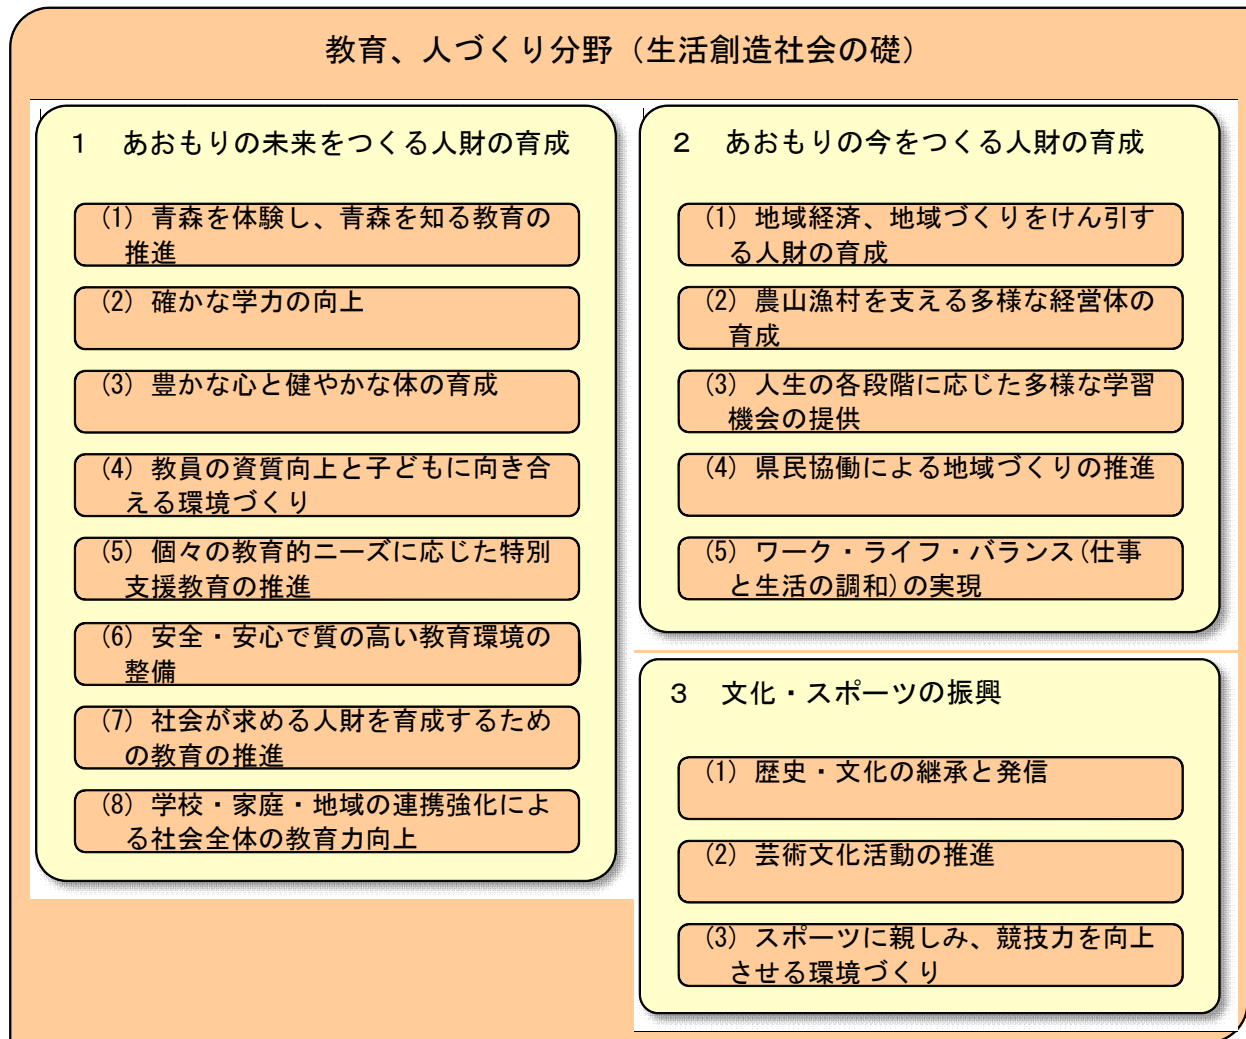 教育、人づくり分野（生活創造社会の礎）
１　あおもりの未来をつくる人財の育成
(1) 青森を体験し、青森を知る教育の
推進
(2) 確かな学力の向上
(3) 豊かな心と健やかな体の育成
(4) 教員の資質向上と子どもに向き合
える環境づくり
(5) 個々の教育的ニーズに応じた特別
支援教育の推進
(6) 安全・安心で質の高い教育環境の
整備
(7) 社会が求める人財を育成するため
の教育の推進
(8) 学校・家庭・地域の連携強化によ
る社会全体の教育力向上
２　あおもりの今をつくる人財の育成
(1) 地域経済、地域づくりをけん引す
る人財の育成
(2) 農山漁村を支える多様な経営体の
育成
(3) 人生の各段階に応じた多様な学習
機会の提供
(4) 県民協働による地域づくりの推進
(5) ワーク・ライフ・バランス(仕事
と生活の調和)の実現
３　文化・スポーツの振興
(1) 歴史・文化の継承と発信
(2) 芸術文化活動の推進
(3) スポーツに親しみ、競技力を向上
させる環境づくり